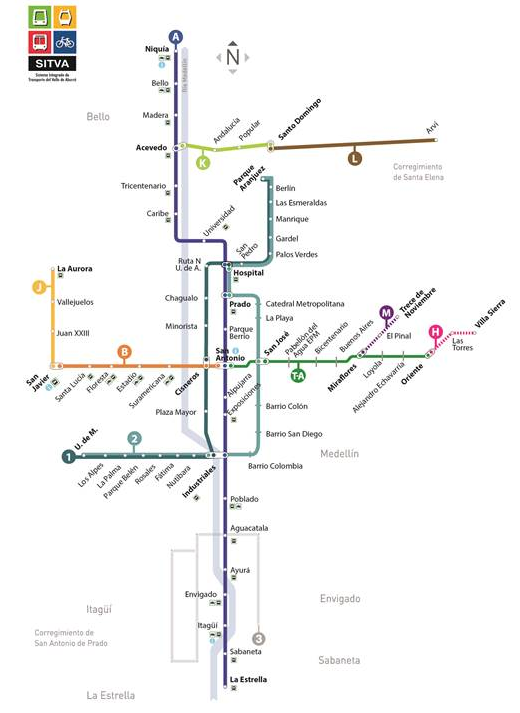 SITVA
Sistema Integrado de
Transporte del Valle de Aburrá
A
Niquía
N
Río Medellín
Bello
Bello
Madera
Acevedo
K
Andalucía
Popular
Santo Domingo
L
Arví
Corregimiento
de Santa Elena
Parque
Aranjuez
Tricentenario
Caribe
Universidad
Berlín
Las Esmeraldas
Manrique
Gardel
Palos Verdes
San
Pedro
Ruta N
U. de A.
Hospital
La Aurora
J
Vallejuelos
Juan XXIII
San
Javier
Chagualo
Minorista
Prado
Catedral Metropolitana
La Playa
Parque
Berrío
San
Antonio
B
Santa Lucía
Floresta
Estadio
Suramericana
Cisneros
San José
Pabellón del
Agua EPM
Bicentenario
Buenos Aires
T-A
Miraflores
M
Trece de
Noviembre
El Pinal
Loyola
Alejandro Echavarría
Oriente
H
Las
Torres
Villa Sierra
Plaza Mayor
Alpujarra
Exposiciones
Barrio Colón
Barrio San Diego
Barrio Colombia
Medellín
1
U. de M.
2
Los Alpes
La Palma
Parque Belén
Rosales
Fátima
Nutibara
Industriales
Poblado
Aguacatala
Ayurá
Envigado
Envigado
Itagüí
Itagüí
Corregimiento de
San Antonio de Prado
3
Sabaneta
Sabaneta
La Estrella
La Estrella